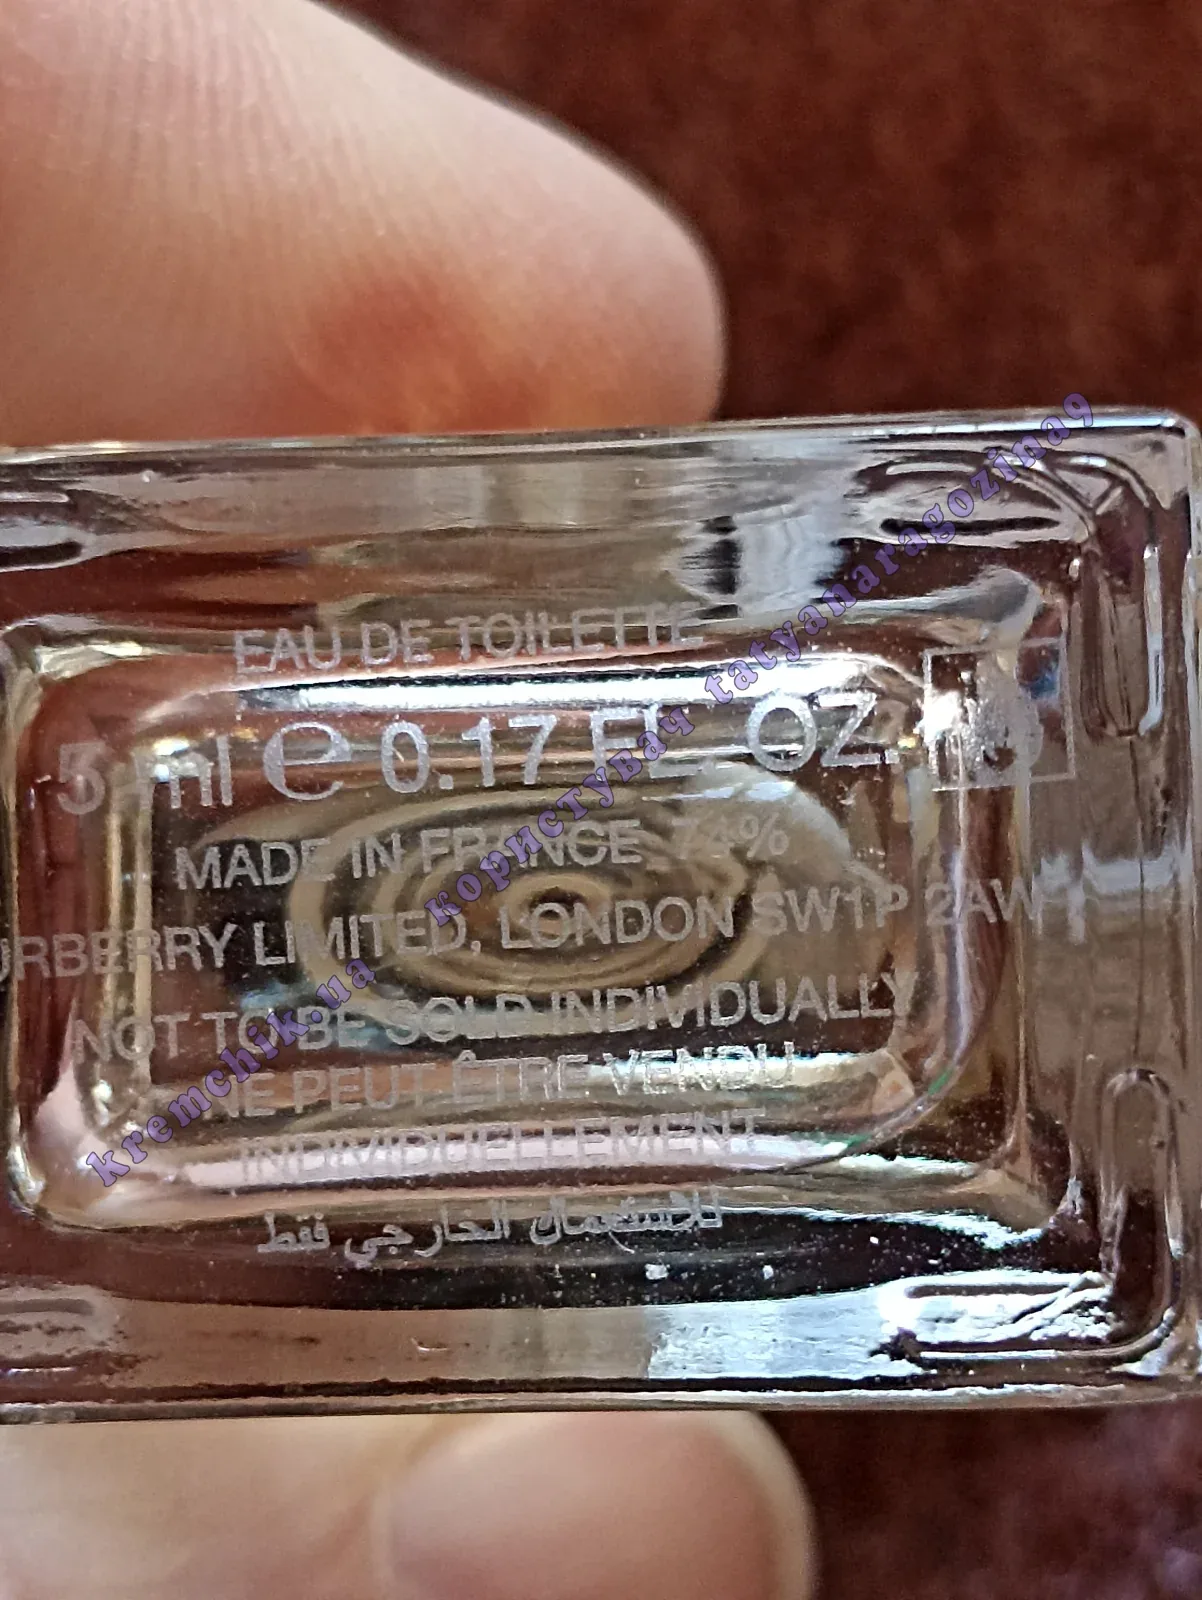 EAU DE TOILETTE
5 ml e 0.17 FL. OZ.
MADE IN FRANCE 74%
URBERRY LIMITED, LONDON SW1P 2AW
NOT TO BE SOLD INDIVIDUALLY
NE PEUT ÊTRE VENDU
INDIVIDUELLEMENT
للاستعمال الخارجي فقط
kremchik.ua користувач tatyanaragozina9